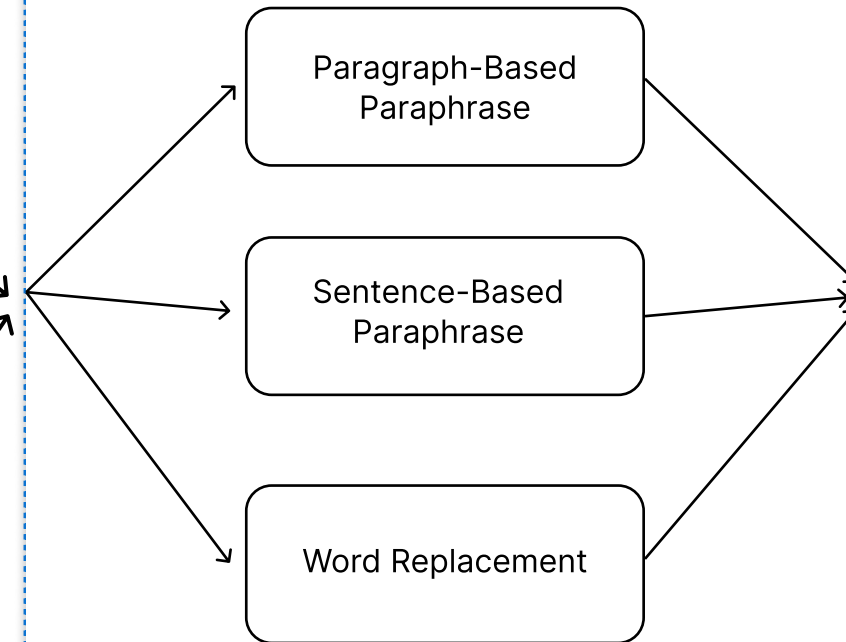 Paragraph-Based
Paraphrase
Sentence-Based
Paraphrase
Word Replacement